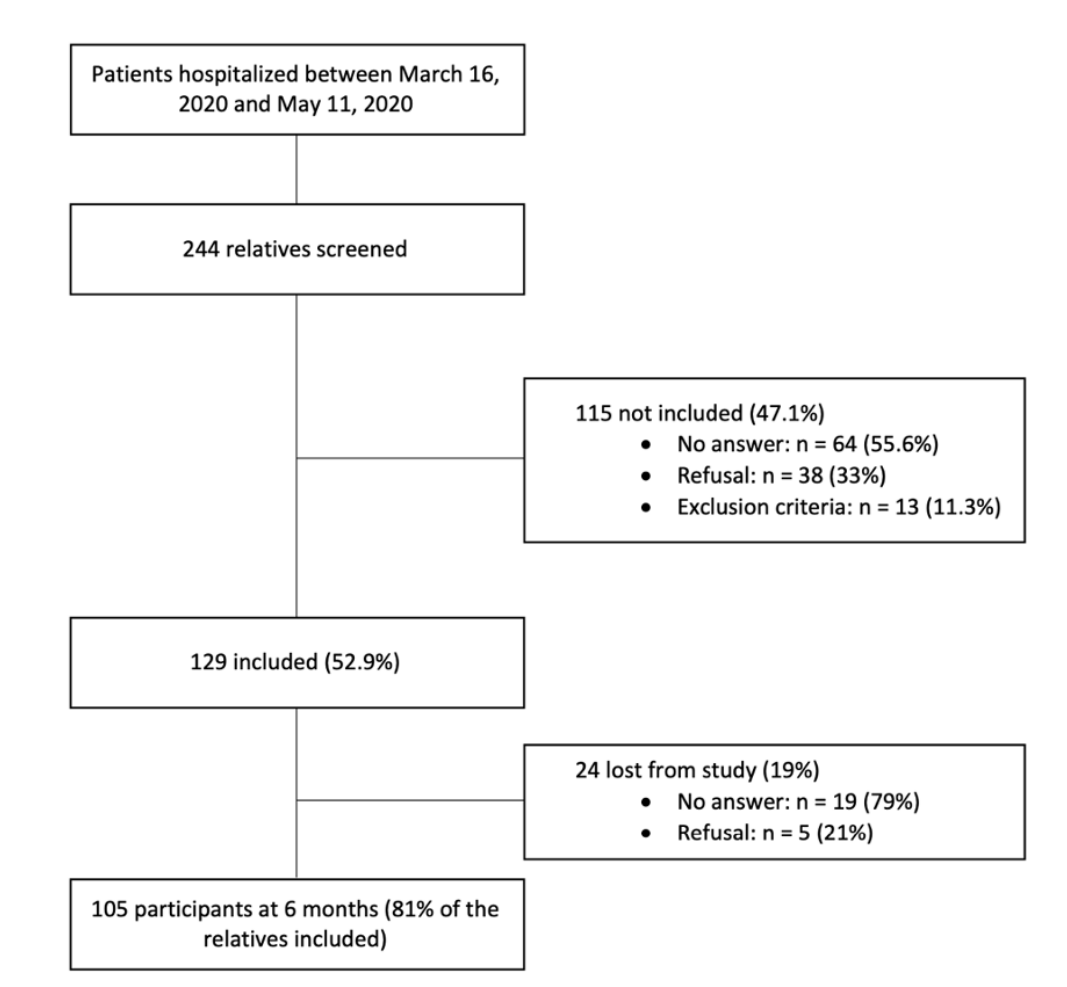 Patients hospitalized between March 16,
2020 and May 11, 2020
244 relatives screened
115 not included (47.1%)
• No answer: n = 64 (55.6%)
• Refusal: n = 38 (33%)
• Exclusion criteria: n = 13 (11.3%)
129 included (52.9%)
24 lost from study (19%)
• No answer: n = 19 (79%)
• Refusal: n = 5 (21%)
105 participants at 6 months (81% of the
relatives included)